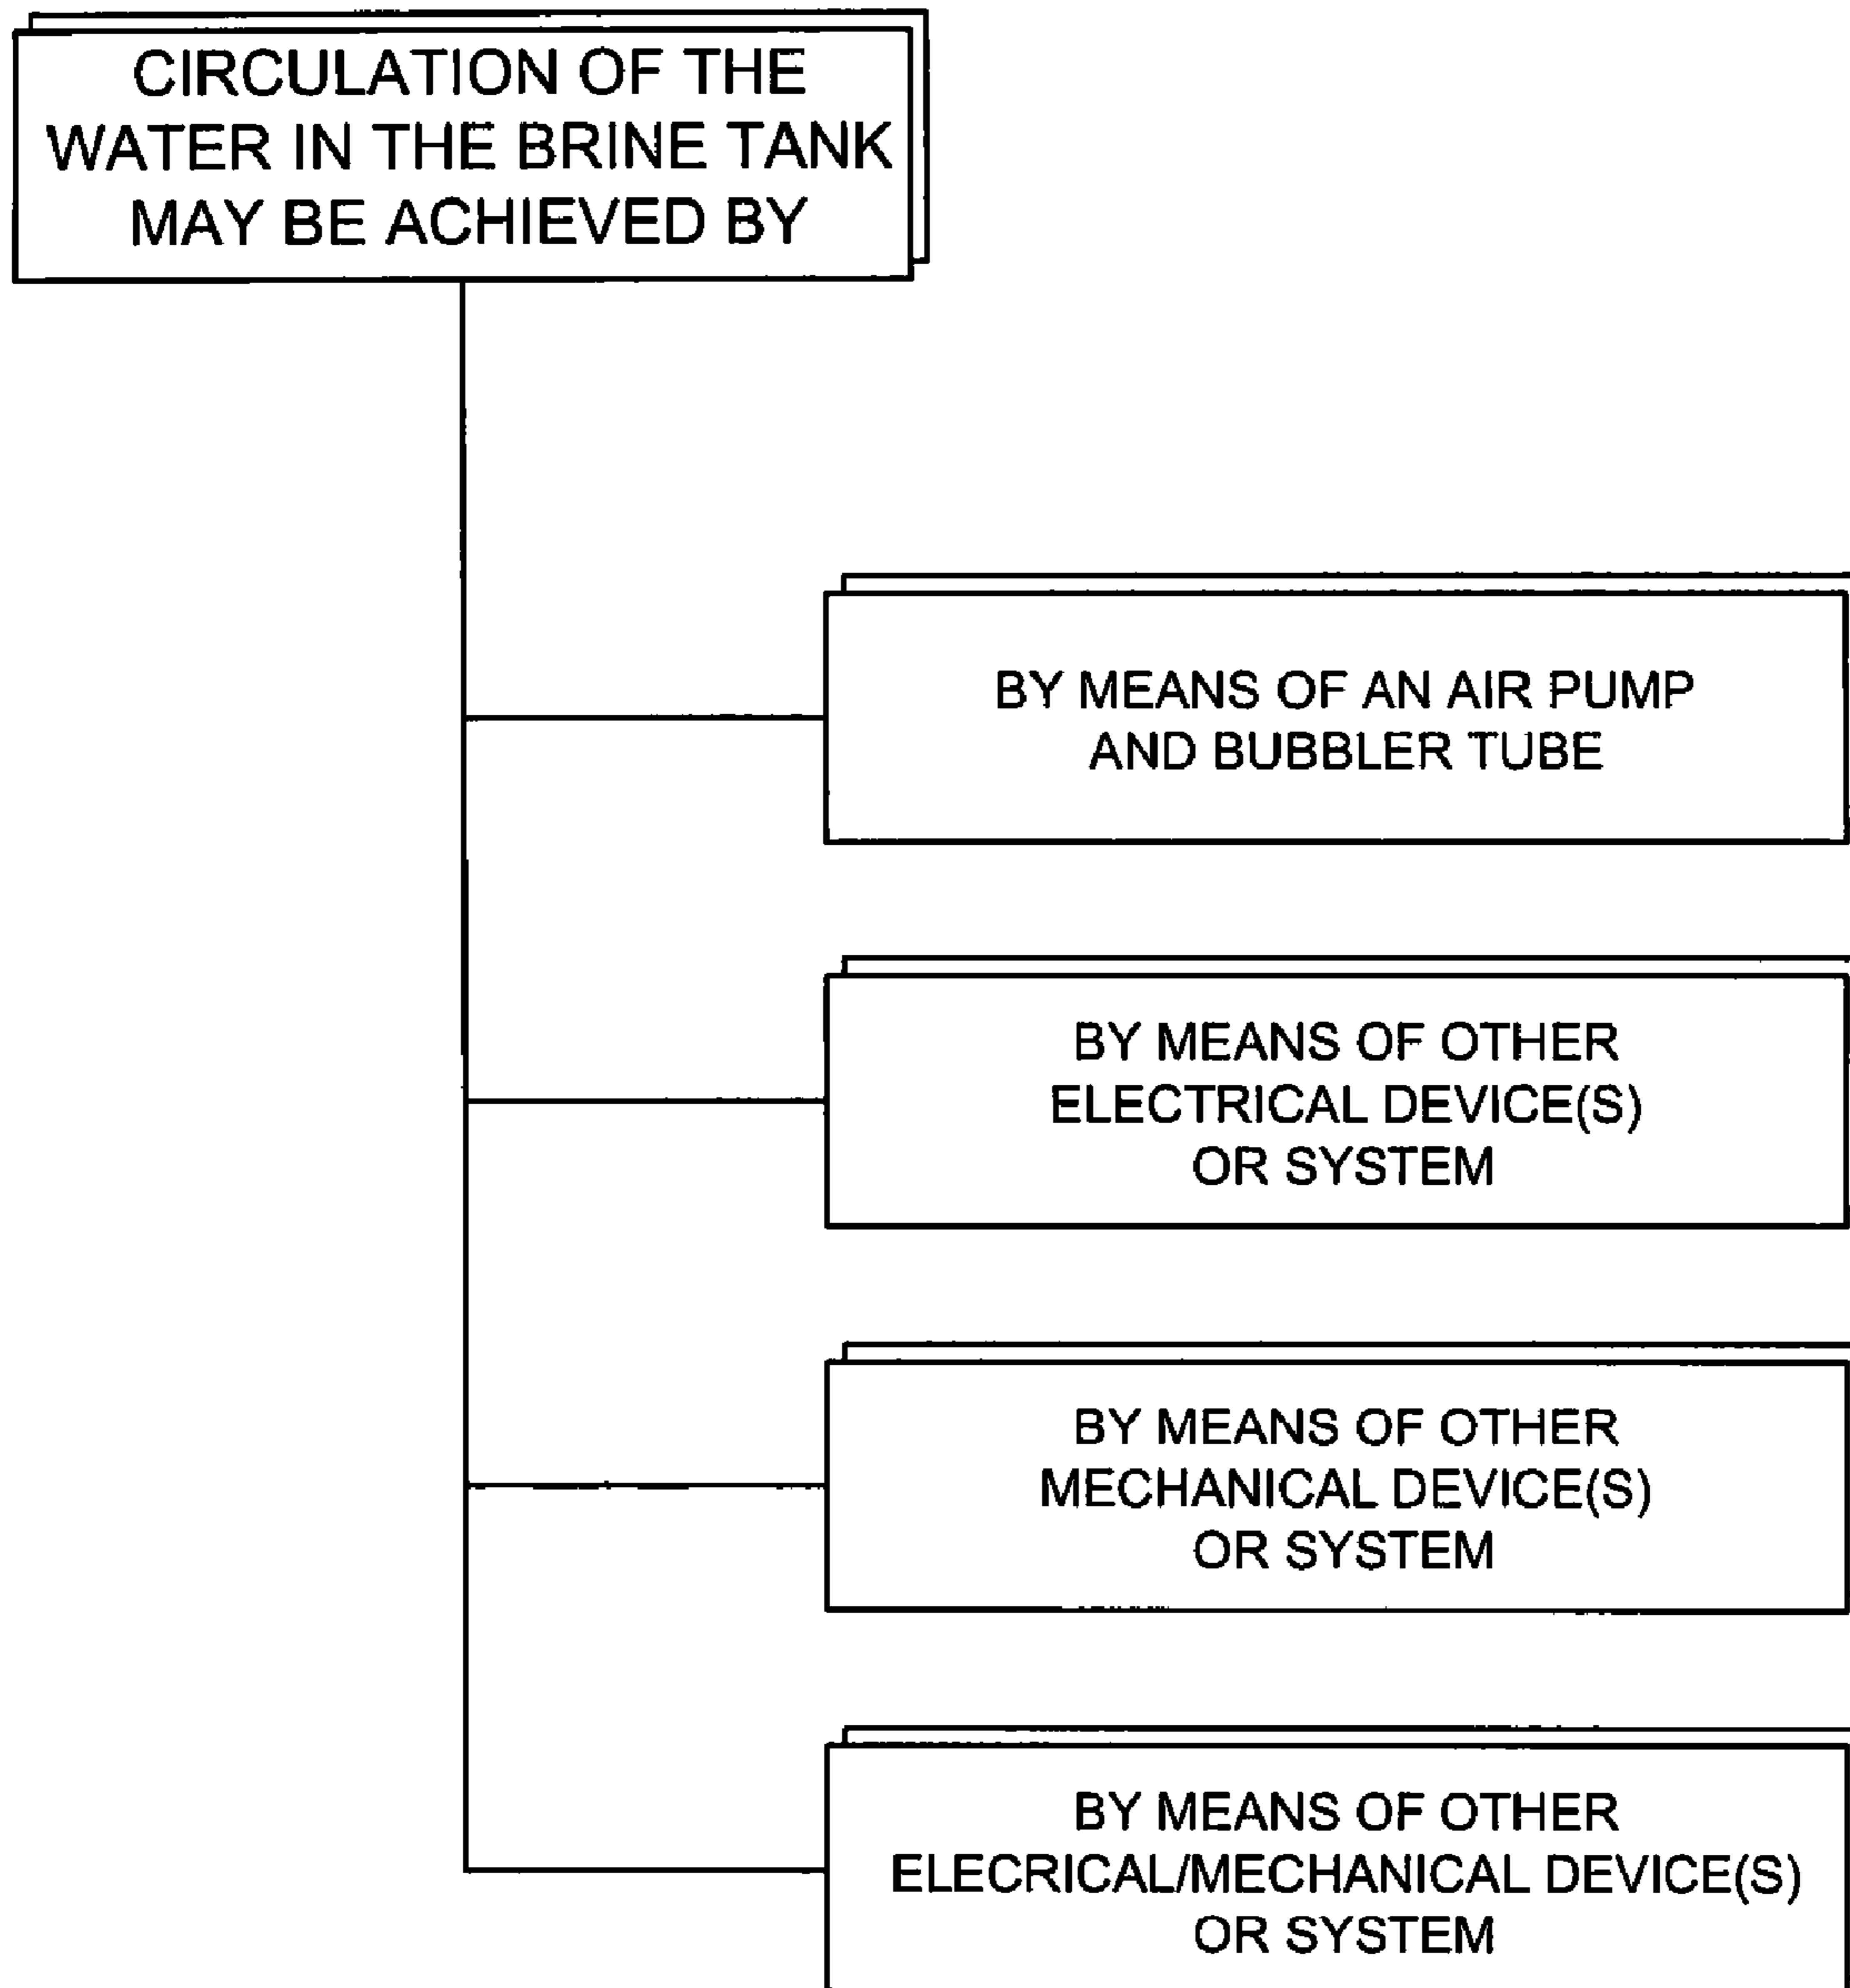 CIRCULATION OF THE
WATER IN THE BRINE TANK
MAY BE ACHIEVED BY
BY MEANS OF AN AIR PUMP
AND BUBBLER TUBE
BY MEANS OF OTHER
ELECTRICAL DEVICE(S)
OR SYSTEM
BY MEANS OF OTHER
MECHANICAL DEVICE(S)
OR SYSTEM
BY MEANS OF OTHER
ELECRICAL/MECHANICAL DEVICE(S)
OR SYSTEM